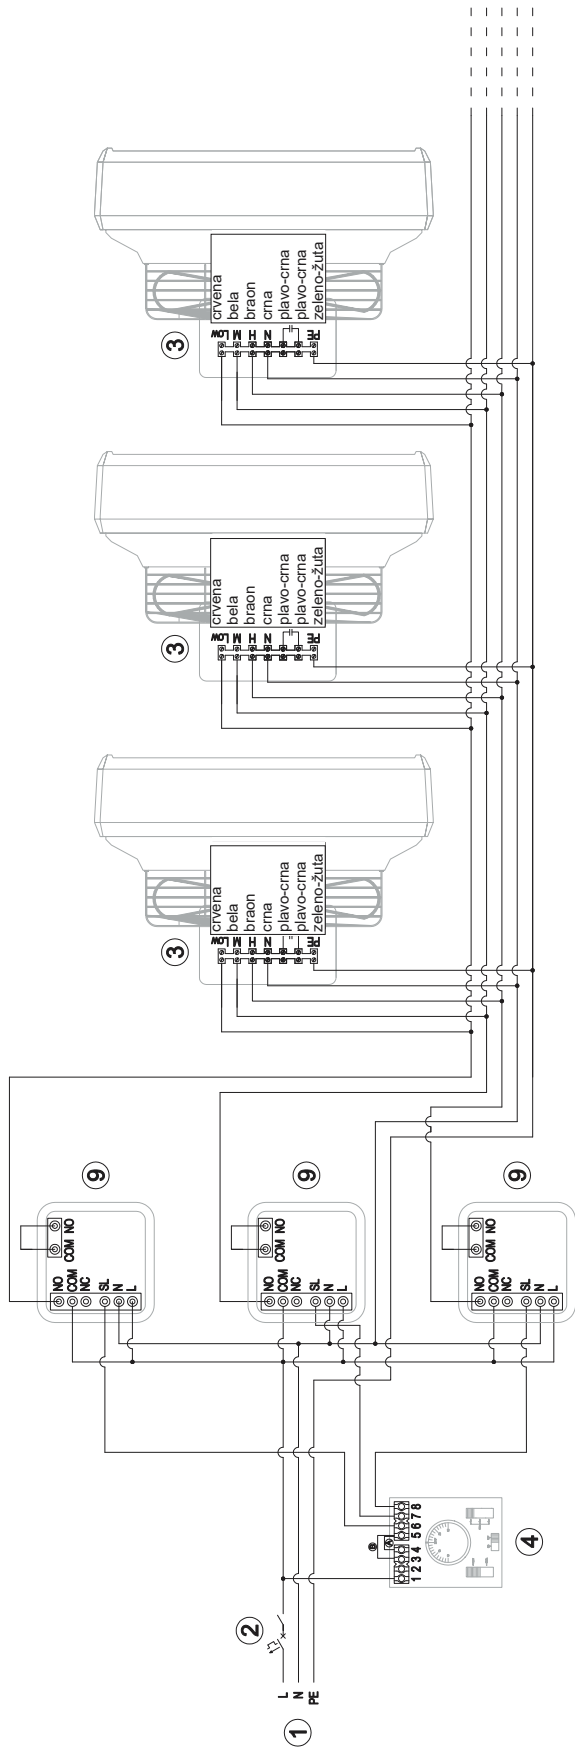 crvena
bela
braon
crna
plavo-crna
plavo-crna
zeleno-žuta
Low
M
H
N
PE
3
crvena
bela
braon
crna
plavo-crna
plavo-crna
zeleno-žuta
Low
M
H
N
PE
3
crvena
bela
braon
crna
plavo-crna
plavo-crna
zeleno-žuta
Low
M
H
N
PE
3
9
COM NO
NO
COM
NC
SL
N
L
9
COM NO
NO
COM
NC
SL
N
L
9
COM NO
NO
COM
NC
SL
N
L
1 2 3 4 5 6 7 8
A
B
4
2
L
N
PE
1